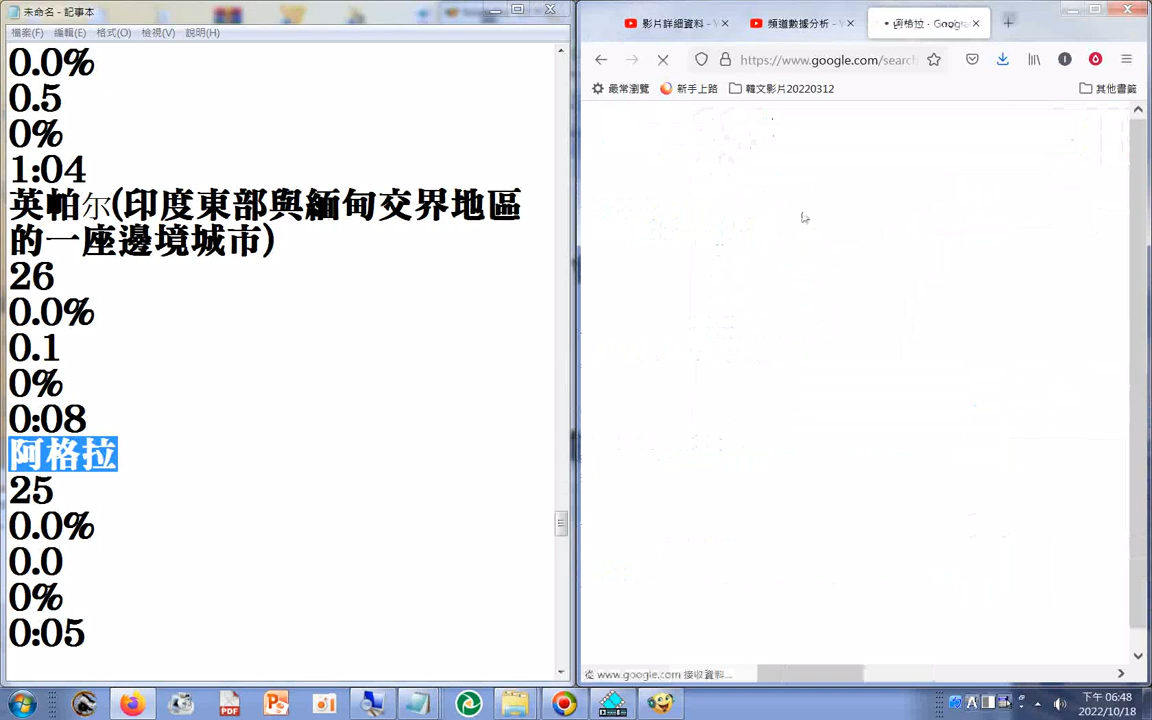 未命名 - 記事本
檔案(F) 編輯(E) 格式(O) 檢視(V) 說明(H)
0.0%
0.5
0%
1:04
英帕尔(印度東部與緬甸交界地區
的一座邊境城市)
26
0.0%
0.1
0%
0:08
阿格拉
25
0.0%
0.0
0%
0:05
影片詳細資料 - Y
頻道數據分析 - Y
阿格拉 - Google
https://www.google.com/searc
最常瀏覽 新手上路 韓文影片20220312 其他書籤
從 www.google.com 接收資料...
下午 06:48
2022/10/18